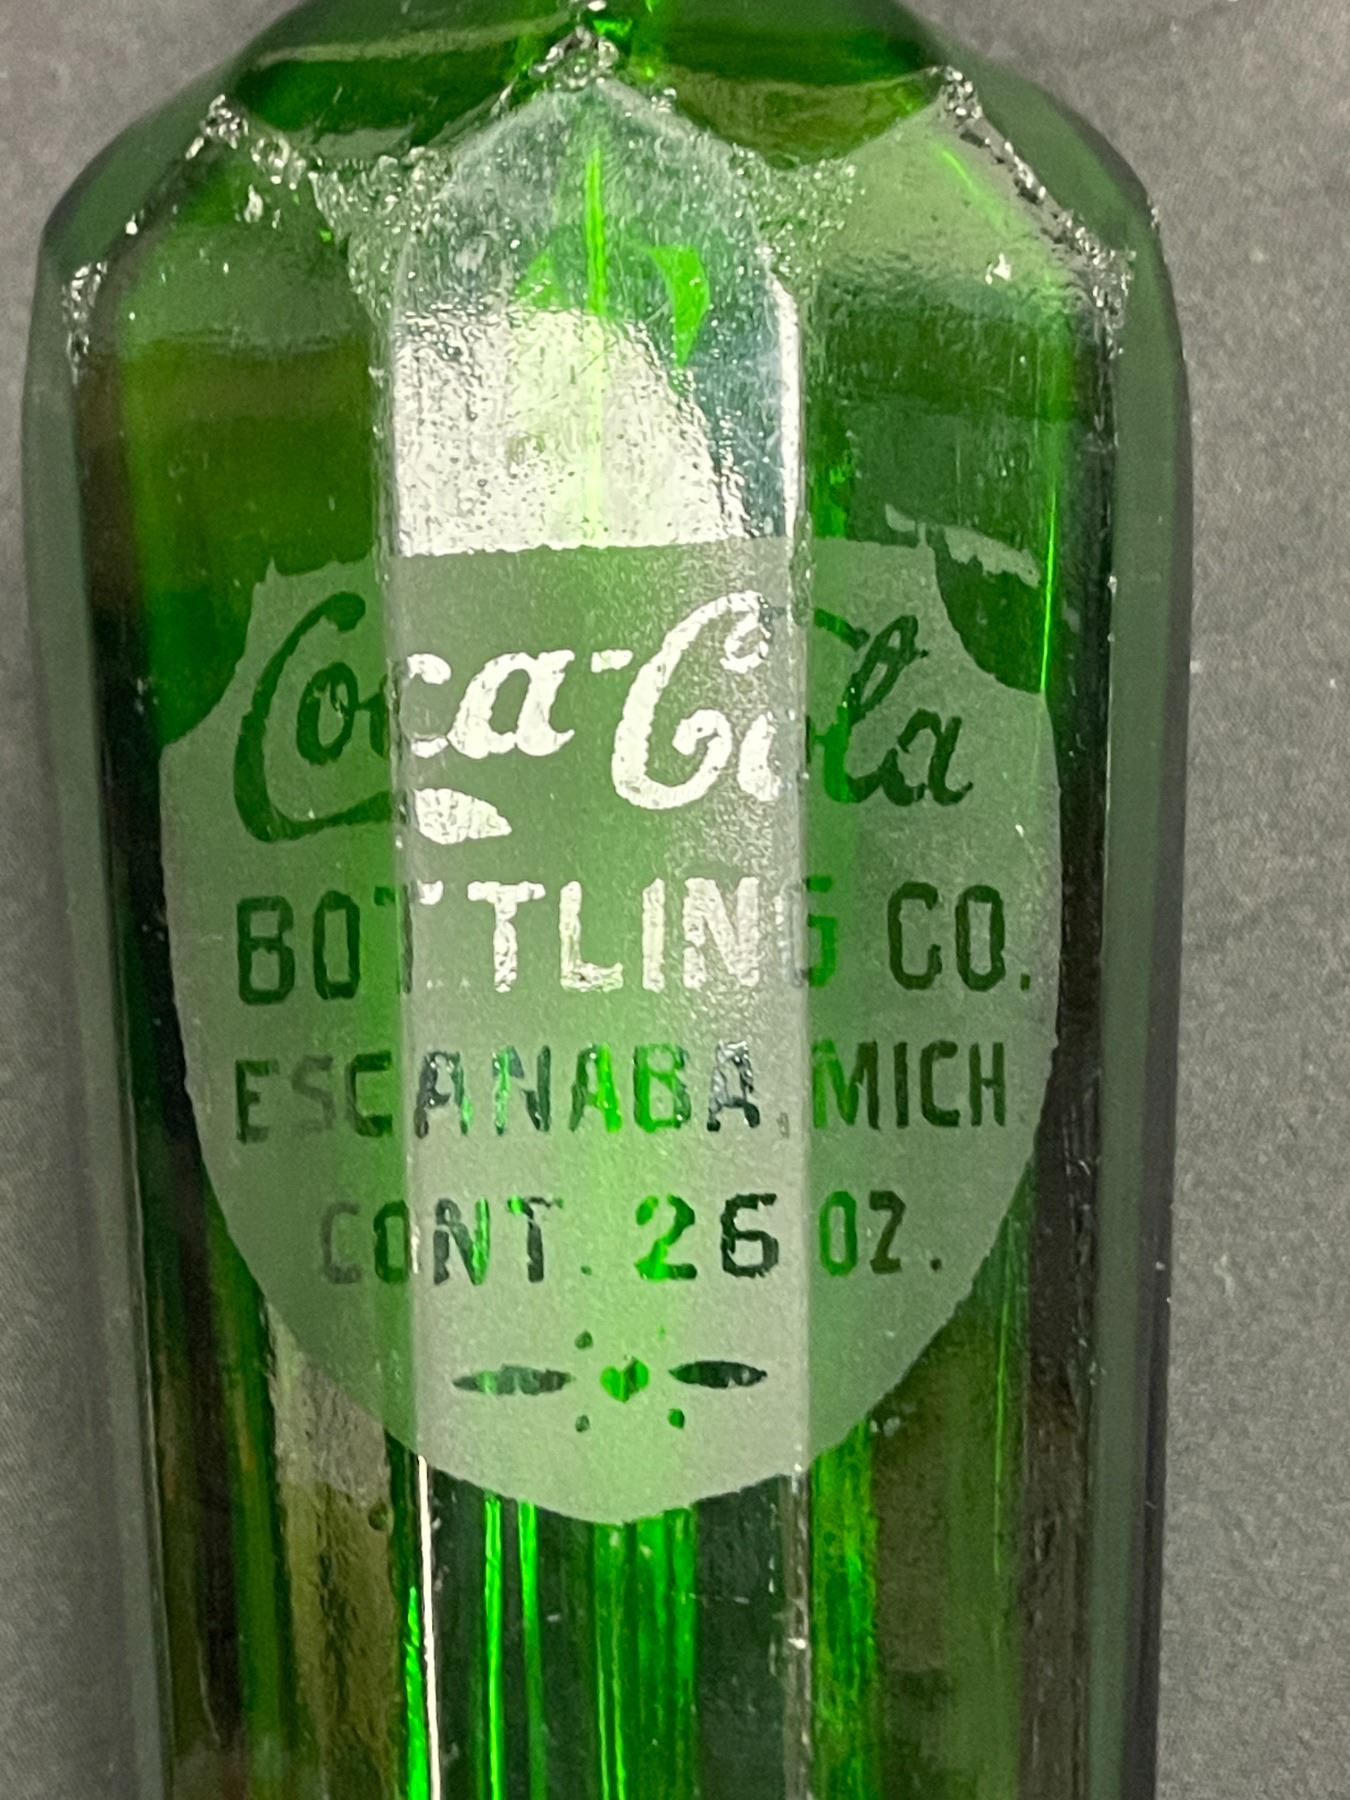 Coca-Cola
BOTTLING CO.
ESCANABA, MICH
CONT. 26 OZ.